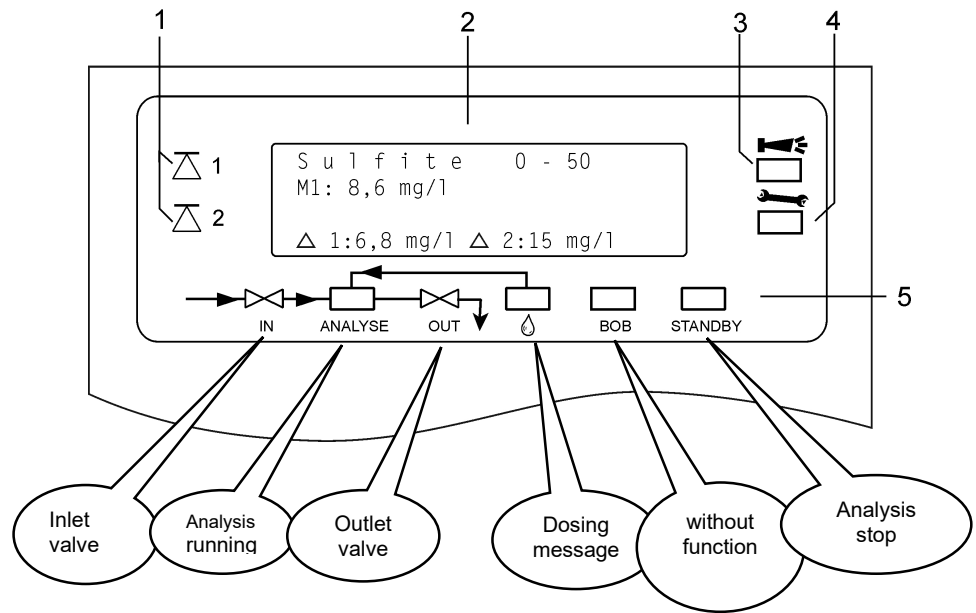 1
2
3
4
1
2
S u l f i t e 0 - 50
M1: 8,6 mg/l
△ 1:6,8 mg/l △ 2:15 mg/l
5
IN ANALYSE OUT BOB STANDBY
Inlet
valve
Analysis
running
Outlet
valve
Dosing
message
without
function
Analysis
stop